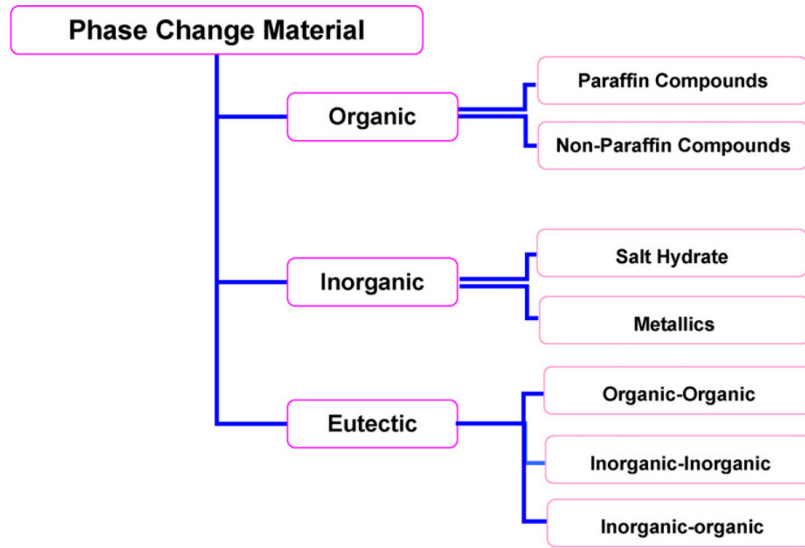 Phase Change Material
Organic
Paraffin Compounds
Non-Paraffin Compounds
Inorganic
Salt Hydrate
Metallics
Eutectic
Organic-Organic
Inorganic-Inorganic
Inorganic-organic